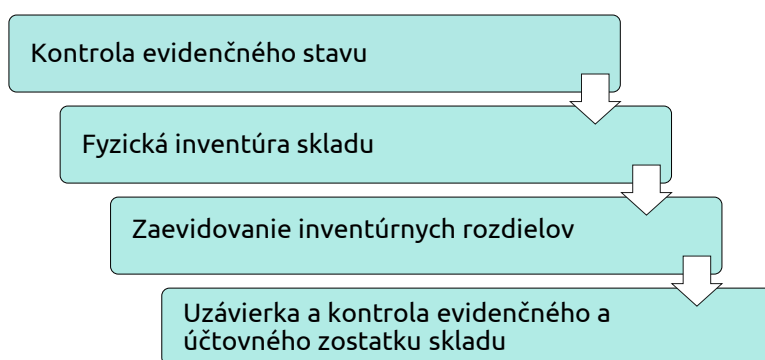 Kontrola evidenčného stavu
Fyzická inventúra skladu
Zaevidovanie inventúrnych rozdielov
Uzávierka a kontrola evidenčného a
účtovného zostatku skladu